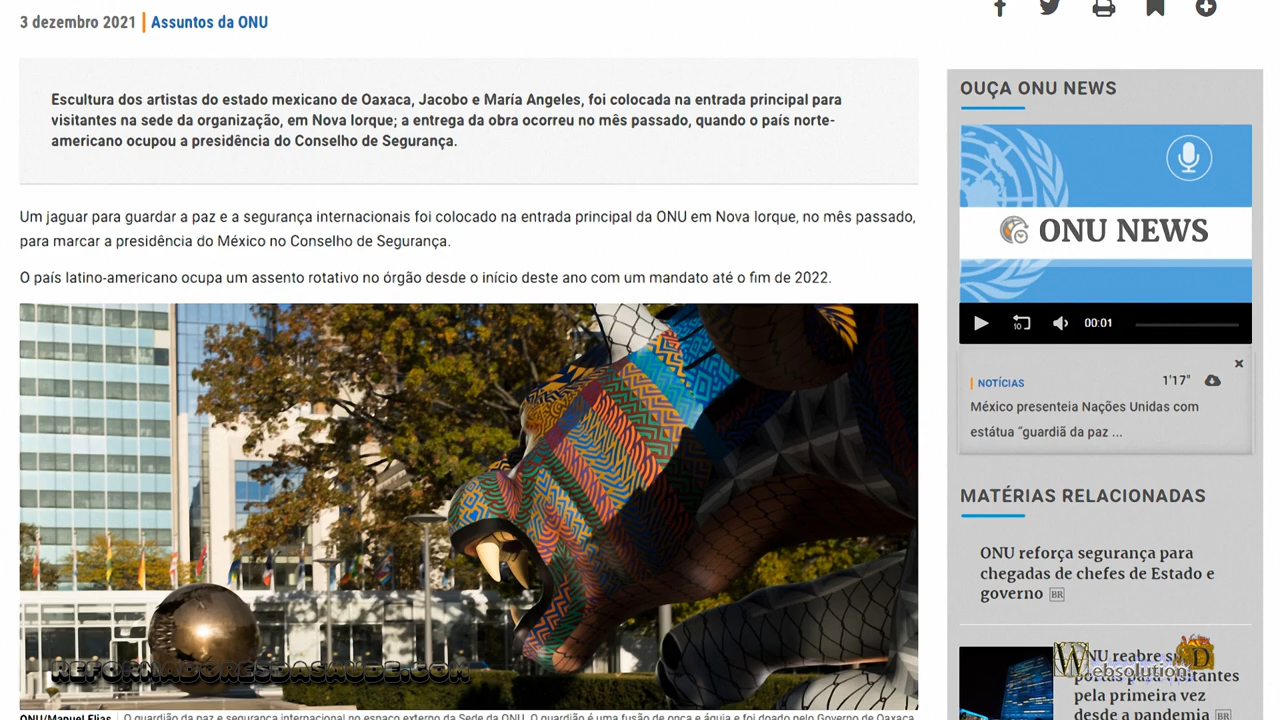 3 dezembro 2021 | Assuntos da ONU
Escultura dos artistas do estado mexicano de Oaxaca, Jacobo e María Angeles, foi colocada na entrada principal para
visitantes na sede da organização, em Nova Iorque; a entrega da obra ocorreu no mês passado, quando o país norte-
americano ocupou a presidência do Conselho de Segurança.
Um jaguar para guardar a paz e a segurança internacionais foi colocado na entrada principal da ONU em Nova Iorque, no mês passado,
para marcar a presidência do México no Conselho de Segurança.
O país latino-americano ocupa um assento rotativo no órgão desde o início deste ano com um mandato até o fim de 2022.
REFORMADORESDASAUDE.COM
ONU/Manuel Elias | O guardião da paz e segurança internacional no espaço externo da Sede da ONU. O guardião é uma fusão de onça e águia e foi doado pelo Governo de Oaxaca,
OUÇA ONU NEWS
ONU NEWS
10
00:01
NOTÍCIAS
1'17"
México presenteia Nações Unidas com
estátua “guardiã da paz ...
MATÉRIAS RELACIONADAS
ONU reforça segurança para
chegadas de chefes de Estado e
governo BR
ONU reabre
Websolution D
portas para visitantes
pela primeira vez
desde a pandemia BR